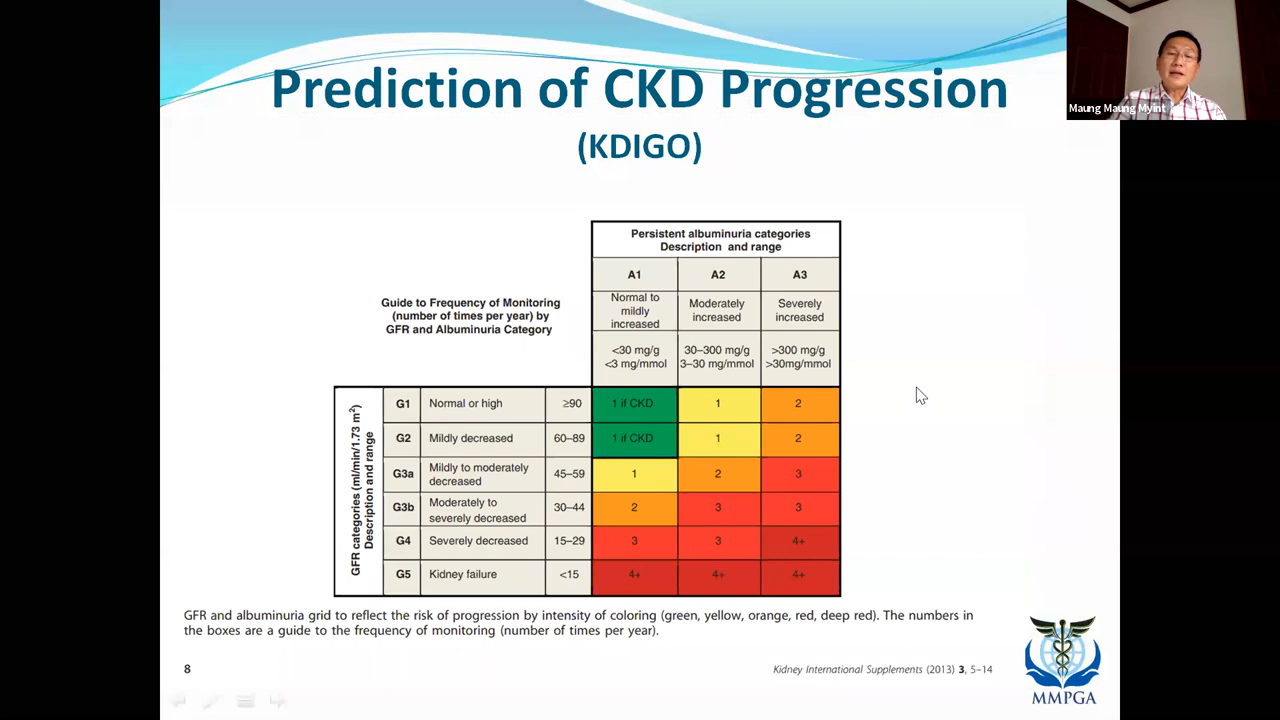 Prediction of CKD Progression
(KDIGO)
Maung Maung Myint
Persistent albuminuria categories
Description and range
A1 A2 A3
Guide to Frequency of Monitoring
(number of times per year) by
GFR and Albuminuria Category
Normal to
mildly
increased
Moderately
increased
Severely
increased
<30 mg/g
<3 mg/mmol
30–300 mg/g
3–30 mg/mmol
>300 mg/g
>30mg/mmol
GFR categories (ml/min/1.73 m²)
Description and range
G1 Normal or high ≥90 1 if CKD 1 2
G2 Mildly decreased 60–89 1 if CKD 1 2
G3a Mildly to moderately
decreased 45–59 1 2 3
G3b Moderately to
severely decreased 30–44 2 3 3
G4 Severely decreased 15–29 3 3 4+
G5 Kidney failure <15 4+ 4+ 4+
GFR and albuminuria grid to reflect the risk of progression by intensity of coloring (green, yellow, orange, red, deep red). The numbers in
the boxes are a guide to the frequency of monitoring (number of times per year).
8
Kidney International Supplements (2013) 3, 5–14
MMPGA